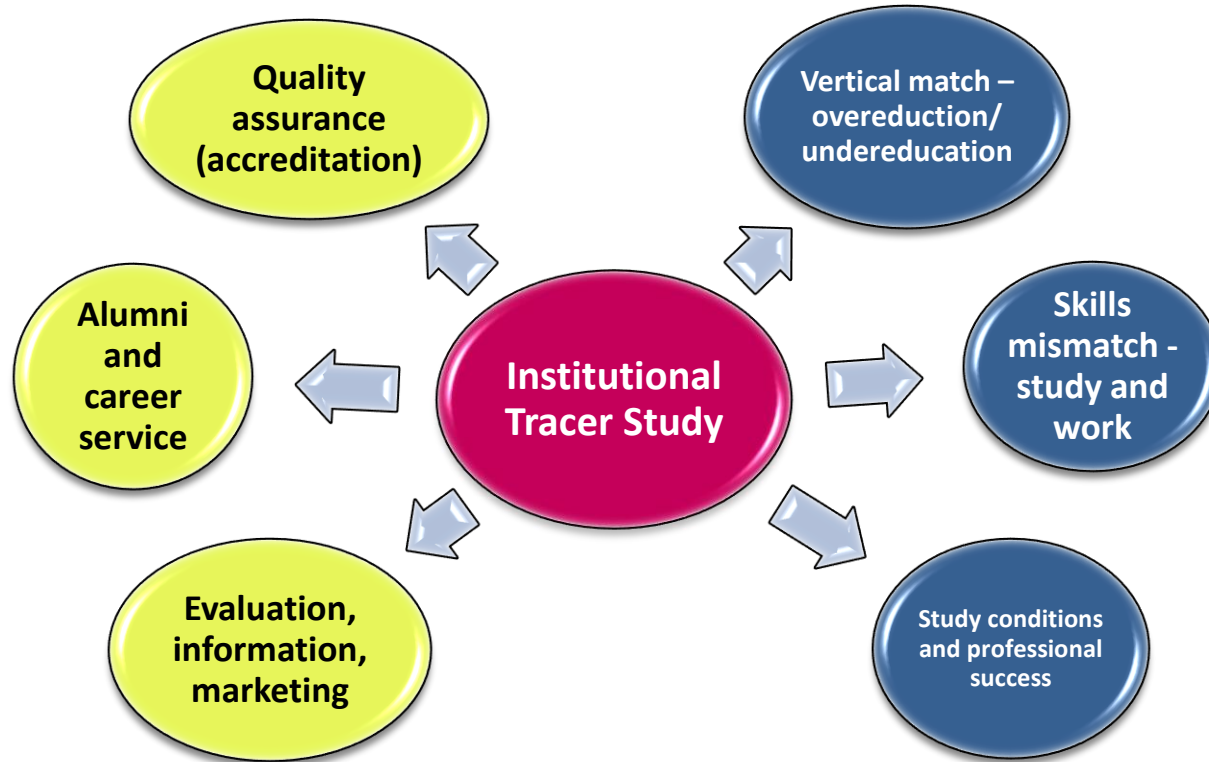 Quality
assurance
(accreditation)
Vertical match –
overeduction/
undereducation
Alumni
and
career
service
Institutional
Tracer Study
Skills
mismatch -
study and
work
Evaluation,
information,
marketing
Study conditions
and professional
success